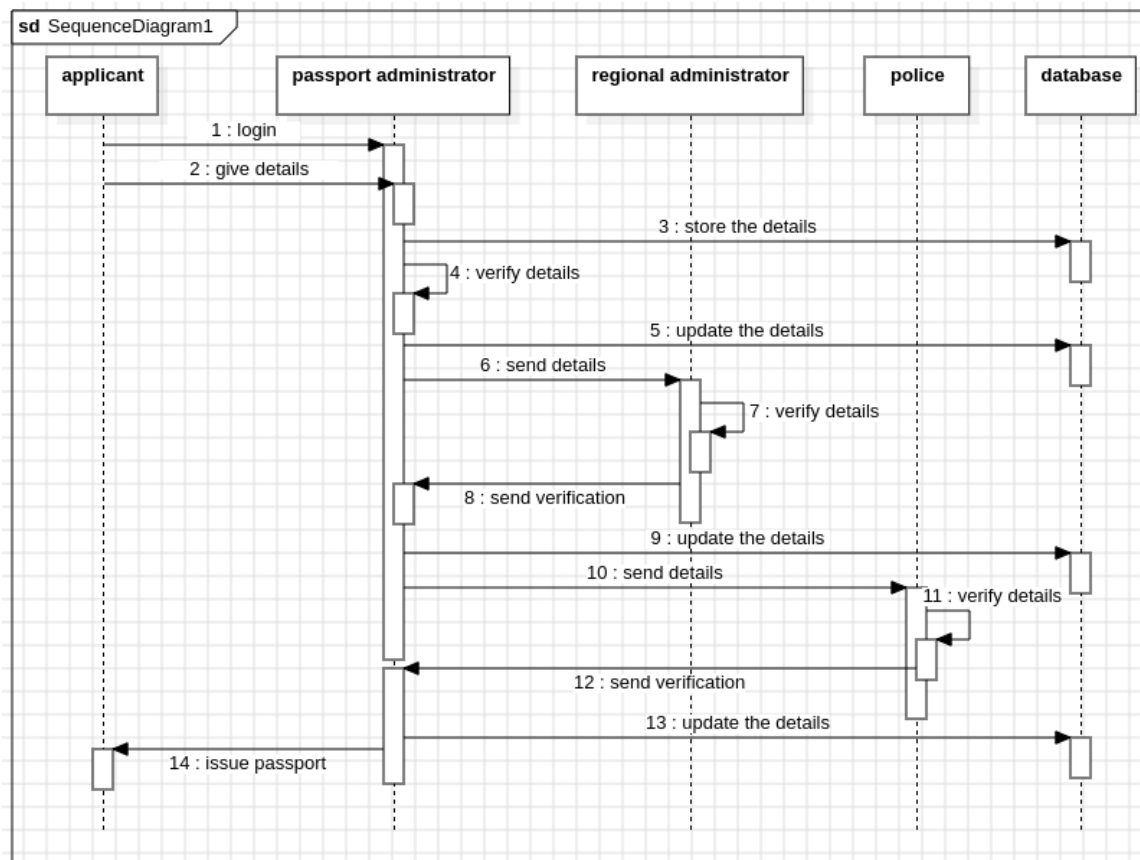 sd SequenceDiagram1
applicant
passport administrator
regional administrator
police
database
1 : login
2 : give details
3 : store the details
4 : verify details
5 : update the details
6 : send details
7 : verify details
8 : send verification
9 : update the details
10 : send details
11 : verify details
12 : send verification
13 : update the details
14 : issue passport